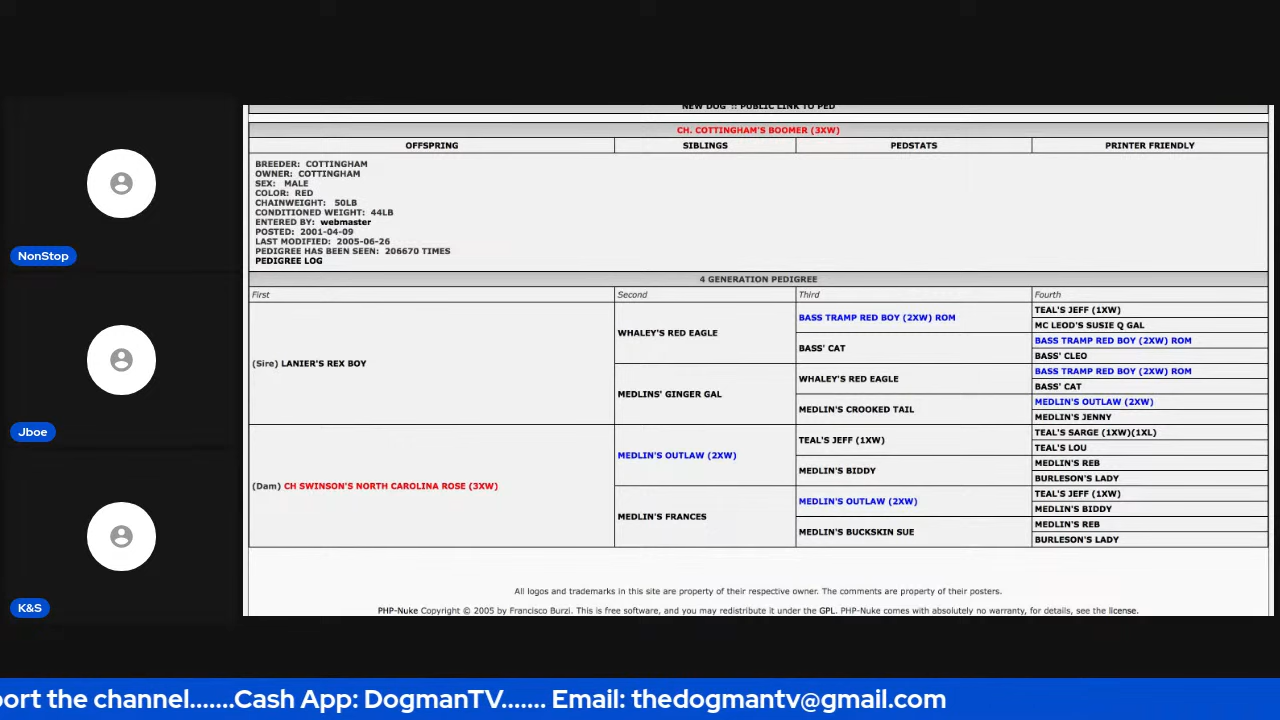 NEW DOG :: PUBLIC LINK TO PED
CH. COTTINGHAM'S BOOMER (3XW)
OFFSPRING SIBLINGS PEDSTATS PRINTER FRIENDLY
BREEDER: COTTINGHAM
OWNER: COTTINGHAM
SEX: MALE
COLOR: RED
CHAINWEIGHT: 50LB
CONDITIONED WEIGHT: 44LB
ENTERED BY: webmaster
POSTED: 2001-04-09
LAST MODIFIED: 2005-06-26
PEDIGREE HAS BEEN SEEN: 206670 TIMES
PEDIGREE LOG
4 GENERATION PEDIGREE
First Second Third Fourth
(Sire) LANIER'S REX BOY
WHALEY'S RED EAGLE
BASS TRAMP RED BOY (2XW) ROM
TEAL'S JEFF (1XW)
MC LEOD'S SUSIE Q GAL
BASS' CAT
BASS TRAMP RED BOY (2XW) ROM
BASS' CLEO
MEDLINS' GINGER GAL
WHALEY'S RED EAGLE
BASS TRAMP RED BOY (2XW) ROM
BASS' CAT
MEDLIN'S CROOKED TAIL
MEDLIN'S OUTLAW (2XW)
MEDLIN'S JENNY
(Dam) CH SWINSON'S NORTH CAROLINA ROSE (3XW)
MEDLIN'S OUTLAW (2XW)
TEAL'S JEFF (1XW)
TEAL'S SARGE (1XW)(1XL)
TEAL'S LOU
MEDLIN'S BIDDY
MEDLIN'S REB
BURLESON'S LADY
MEDLIN'S FRANCES
MEDLIN'S OUTLAW (2XW)
TEAL'S JEFF (1XW)
MEDLIN'S BIDDY
MEDLIN'S BUCKSKIN SUE
MEDLIN'S REB
BURLESON'S LADY
All logos and trademarks in this site are property of their respective owner. The comments are property of their posters.
PHP-Nuke Copyright © 2005 by Francisco Burzi. This is free software, and you may redistribute it under the GPL. PHP-Nuke comes with absolutely no warranty, for details, see the license.
NonStop
Jboe
K&S
port the channel.......Cash App: DogmanTV....... Email: thedogmantv@gmail.com